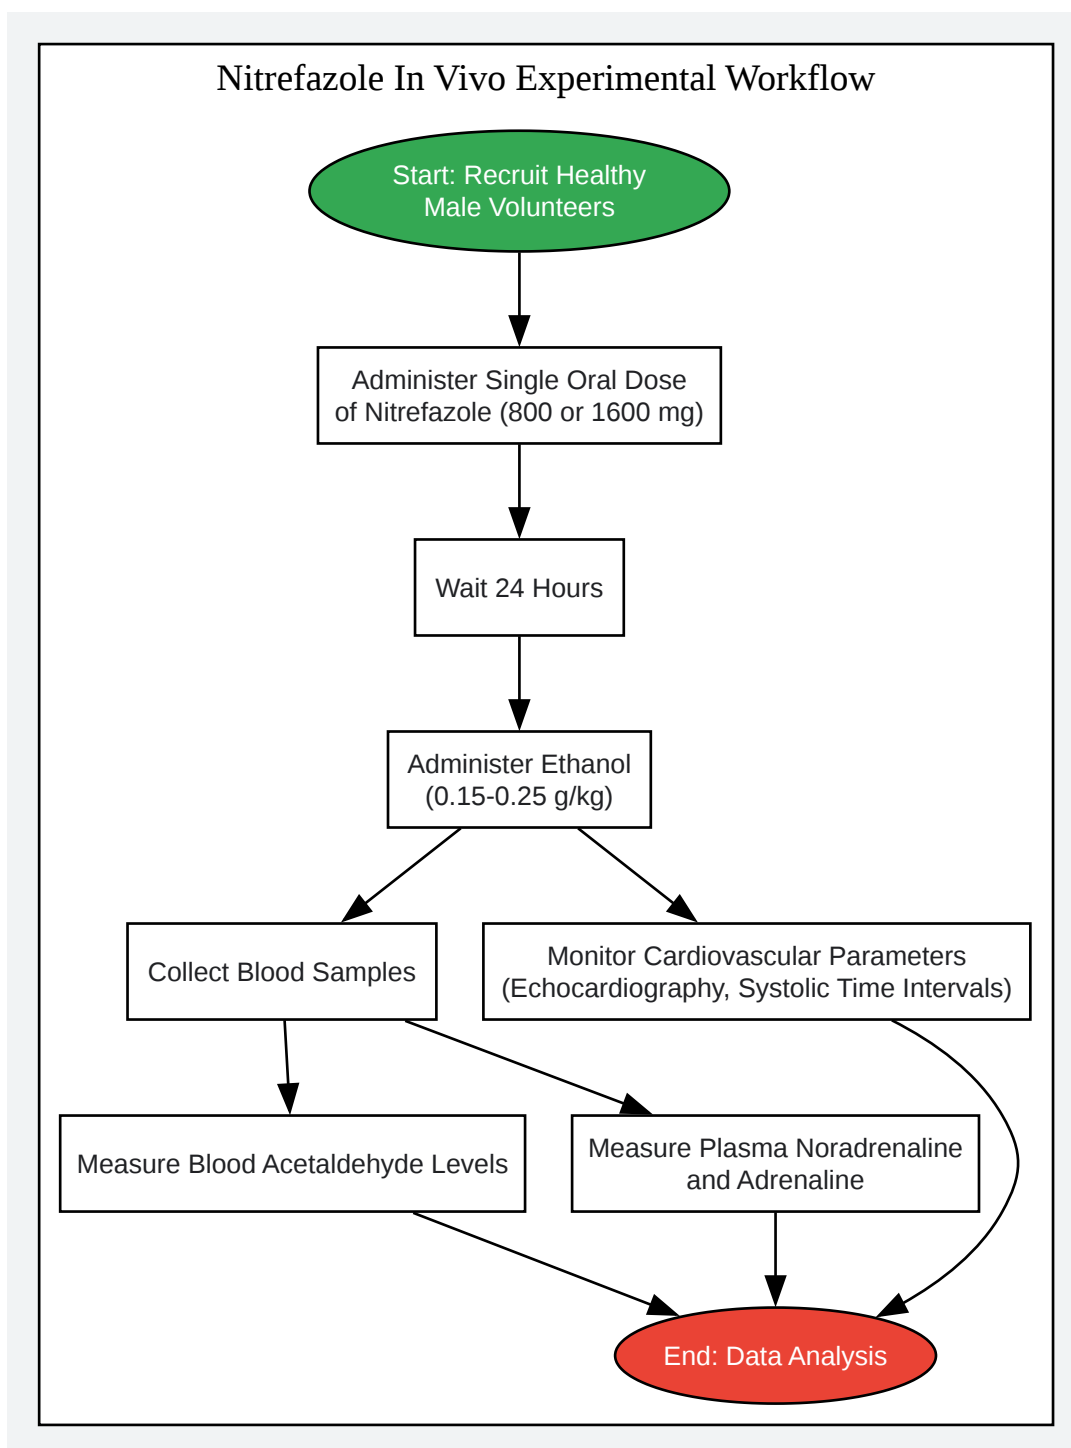 Nitrefazole In Vivo Experimental Workflow
Start: Recruit Healthy
Male Volunteers
Administer Single Oral Dose
of Nitrefazole (800 or 1600 mg)
Wait 24 Hours
Administer Ethanol
(0.15-0.25 g/kg)
Collect Blood Samples
Monitor Cardiovascular Parameters
(Echocardiography, Systolic Time Intervals)
Measure Blood Acetaldehyde Levels
Measure Plasma Noradrenaline
and Adrenaline
End: Data Analysis